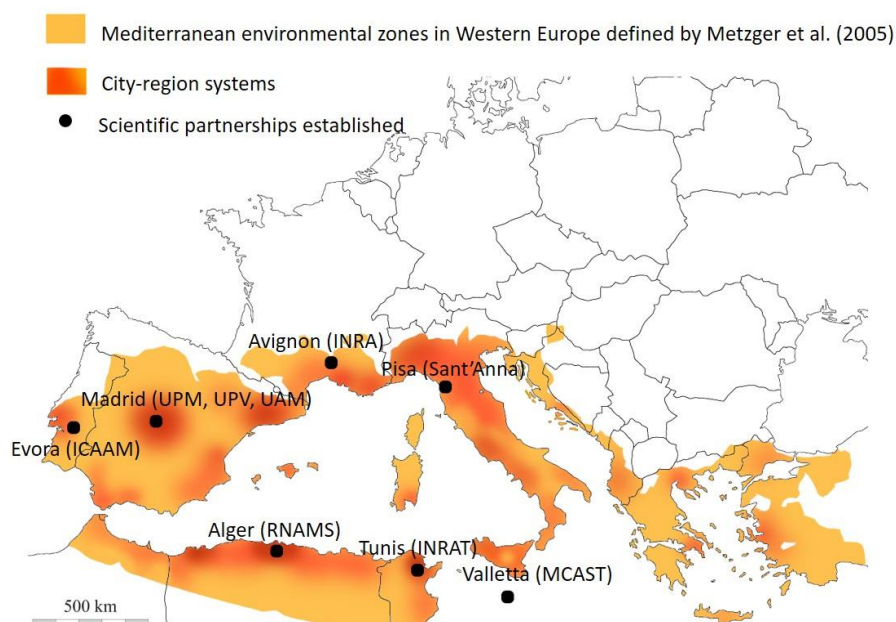 Mediterranean environmental zones in Western Europe defined by Metzger et al. (2005)
City-region systems
Scientific partnerships established
Avignon (INRA)
Pisa (Sant'Anna)
Madrid (UPM, UPV, UAM)
Evora (ICAAM)
Alger (RNAMS)
Tunis (INRAT)
Valletta (MCAST)
500 km